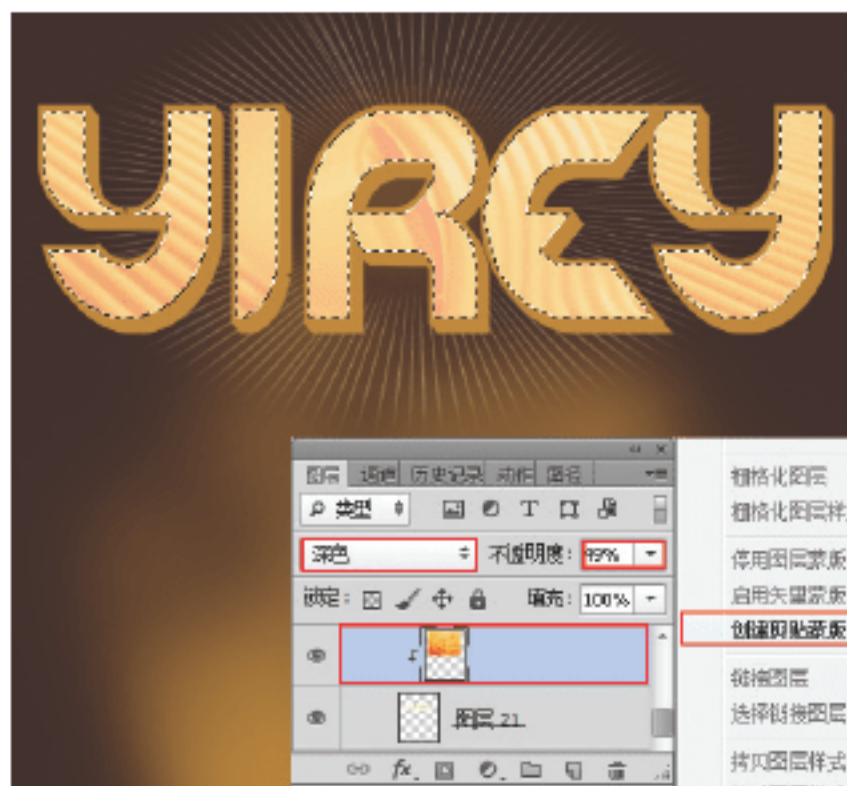 YIREY
图层 通道 历史记录 动作 路径
类型
深色 不透明度: 99%
锁定: 填充: 100%
图层 21
fx
栅格化图层
栅格化图层样
停用图层蒙版
启用矢量蒙版
创建剪贴蒙版
链接图层
选择链接图层
拷贝图层样式